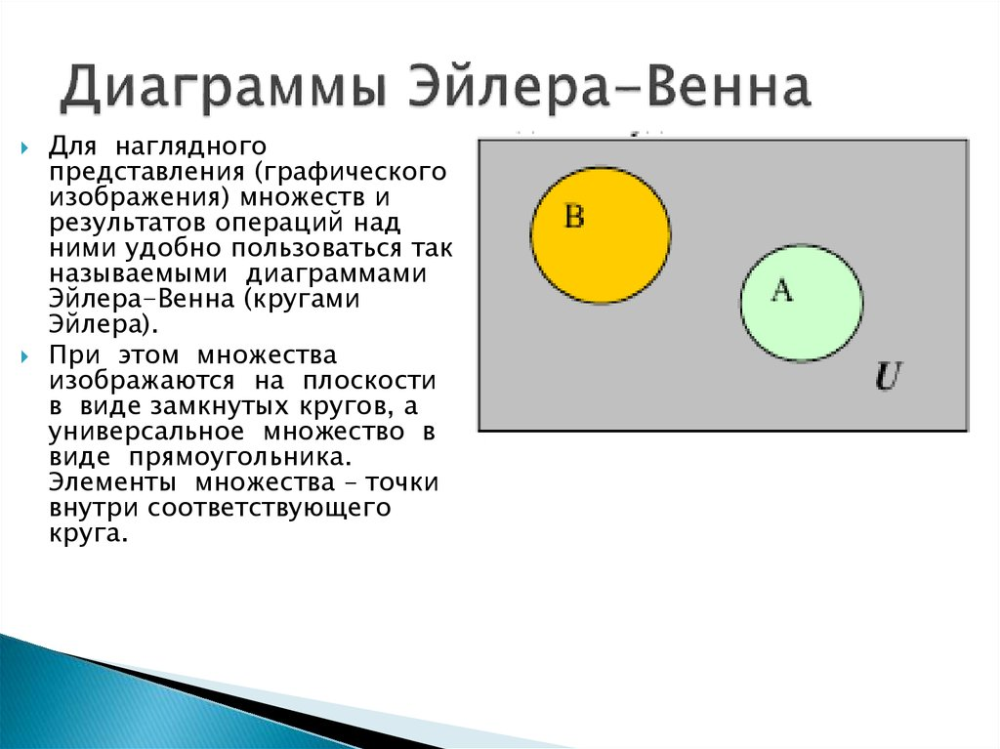 Диаграммы Эйлера-Венна
Для наглядного
представления (графического
изображения) множеств и
результатов операций над
ними удобно пользоваться так
называемыми диаграммами
Эйлера-Венна (кругами
Эйлера).
При этом множества
изображаются на плоскости
в виде замкнутых кругов, а
универсальное множество в
виде прямоугольника.
Элементы множества – точки
внутри соответствующего
круга.
B
A
U